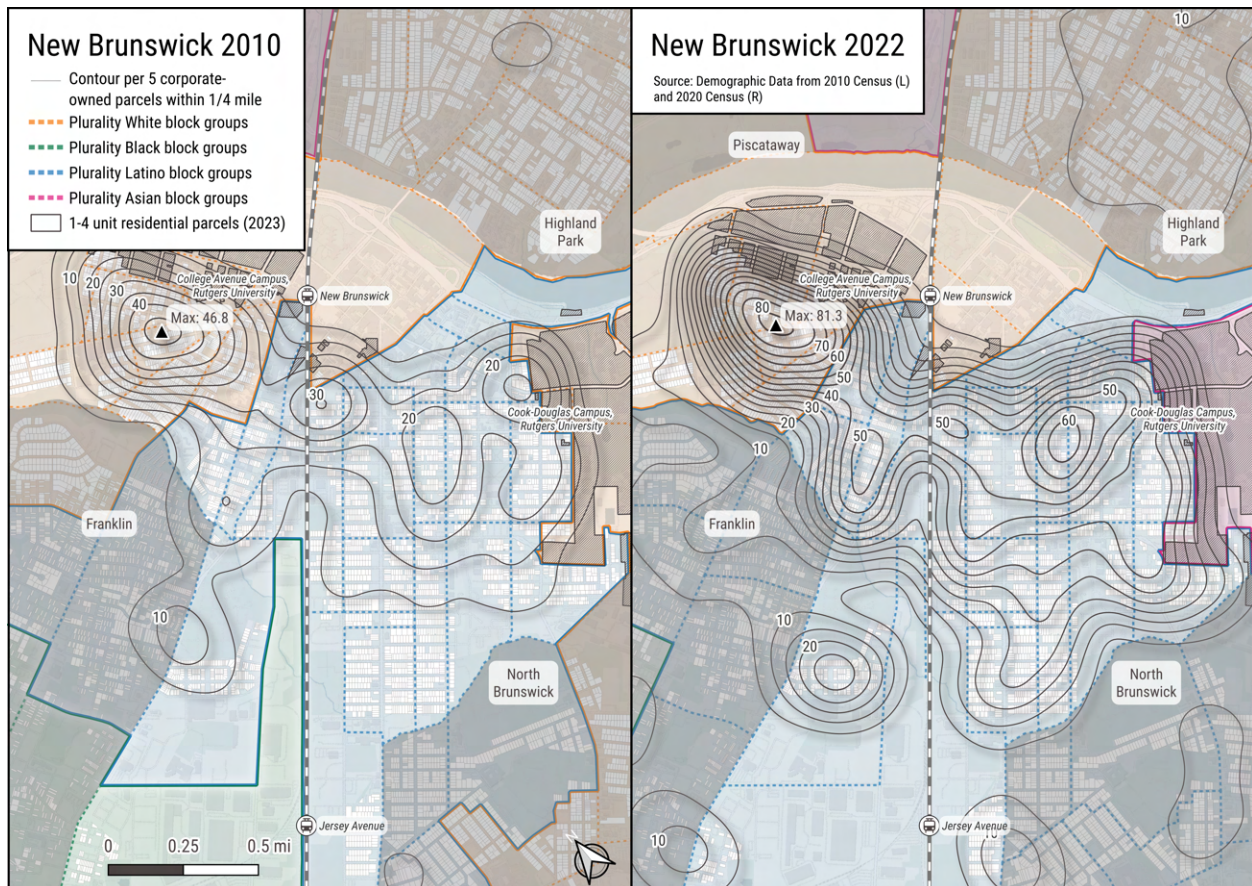 New Brunswick 2010
Contour per 5 corporate-
owned parcels within 1/4 mile
Plurality White block groups
Plurality Black block groups
Plurality Latino block groups
Plurality Asian block groups
1-4 unit residential parcels (2023)
Highland
Park
10
20
30
40
College Avenue Campus,
Rutgers University
New Brunswick
Max: 46.8
30
20
20
Cook-Douglas Campus,
Rutgers University
Franklin
10
North
Brunswick
Jersey Avenue
0
0.25
0.5 mi
N
New Brunswick 2022
Source: Demographic Data from 2010 Census (L)
and 2020 Census (R)
10
Piscataway
Highland
Park
College Avenue Campus,
Rutgers University
New Brunswick
80
Max: 81.3
70
60
50
40
30
20
10
50
50
50
60
Cook-Douglas Campus,
Rutgers University
Franklin
10
20
North
Brunswick
Jersey Avenue
10